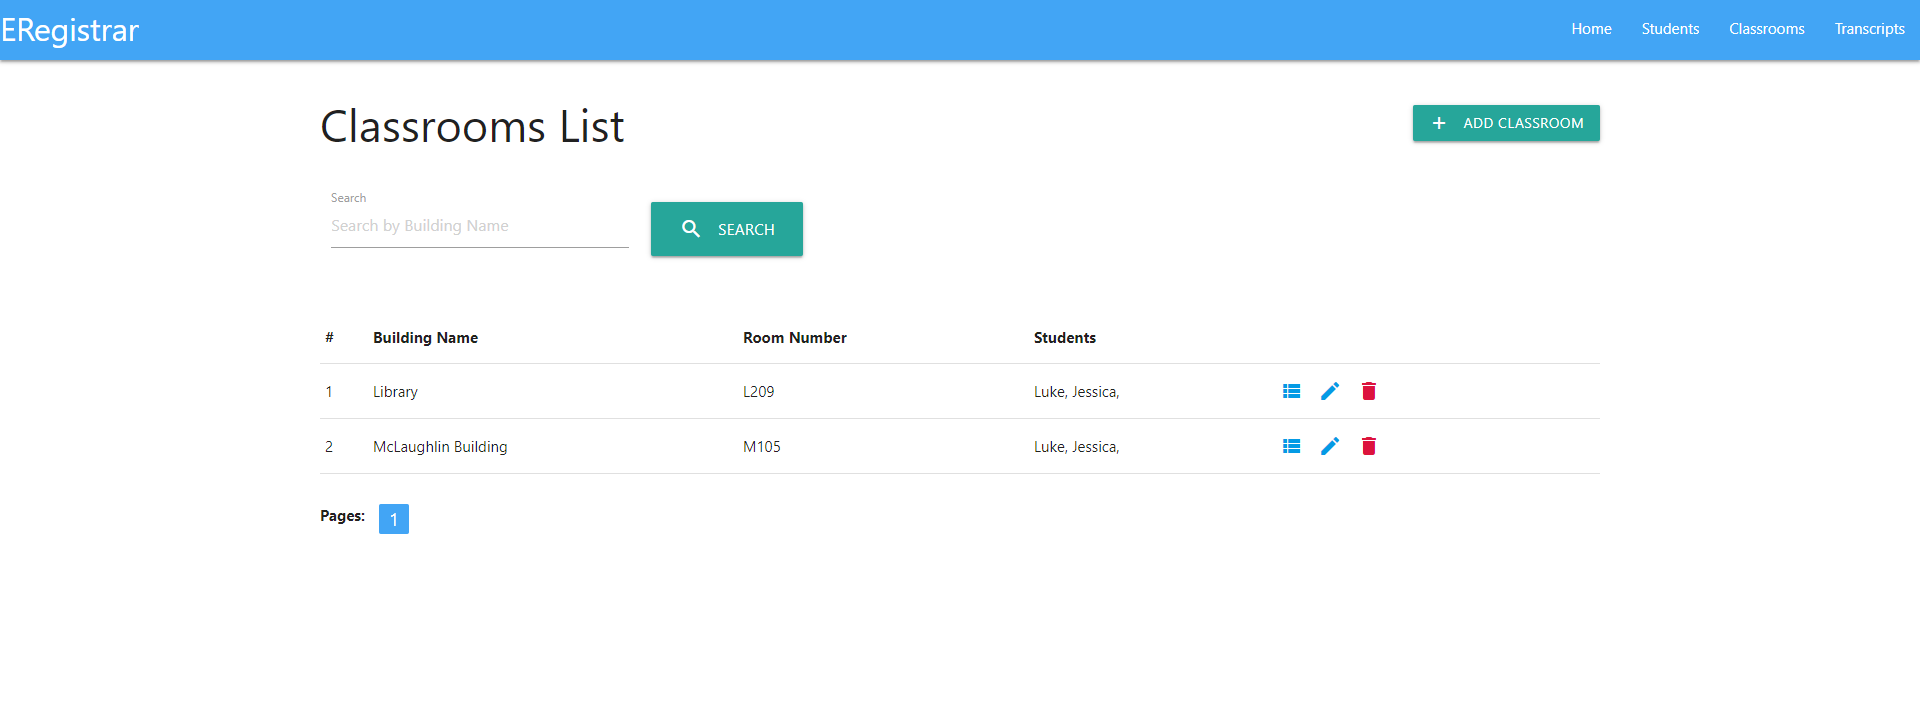 ERegistrar
Home Students Classrooms Transcripts
Classrooms List
ADD CLASSROOM
Search
Search by Building Name
SEARCH
# Building Name Room Number Students
1 Library L209 Luke, Jessica,
2 McLaughlin Building M105 Luke, Jessica,
Pages: 1